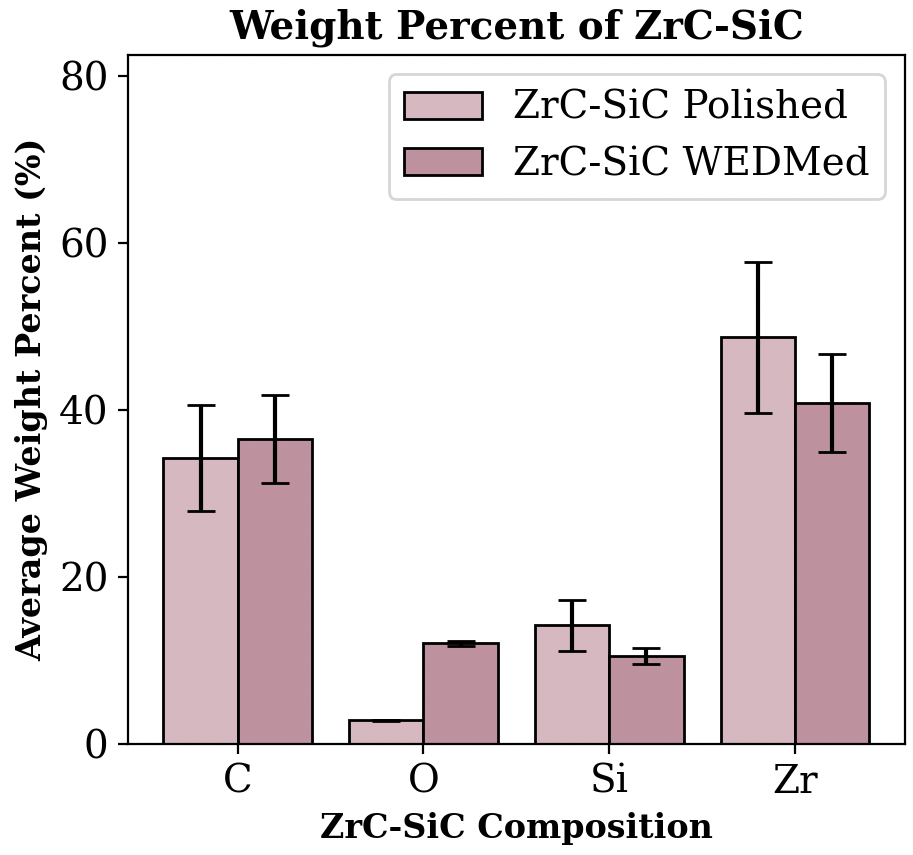 Weight Percent of ZrC-SiC
ZrC-SiC Polished
ZrC-SiC WEDMed
Average Weight Percent (%)
80
60
40
20
0
C
O
Si
Zr
ZrC-SiC Composition